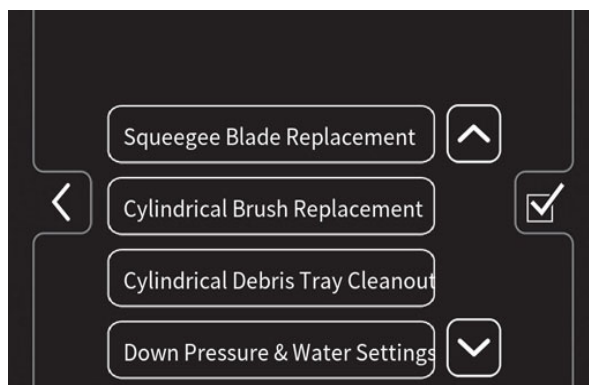 Squeegee Blade Replacement
Cylindrical Brush Replacement
Cylindrical Debris Tray Cleanout
Down Pressure & Water Settings